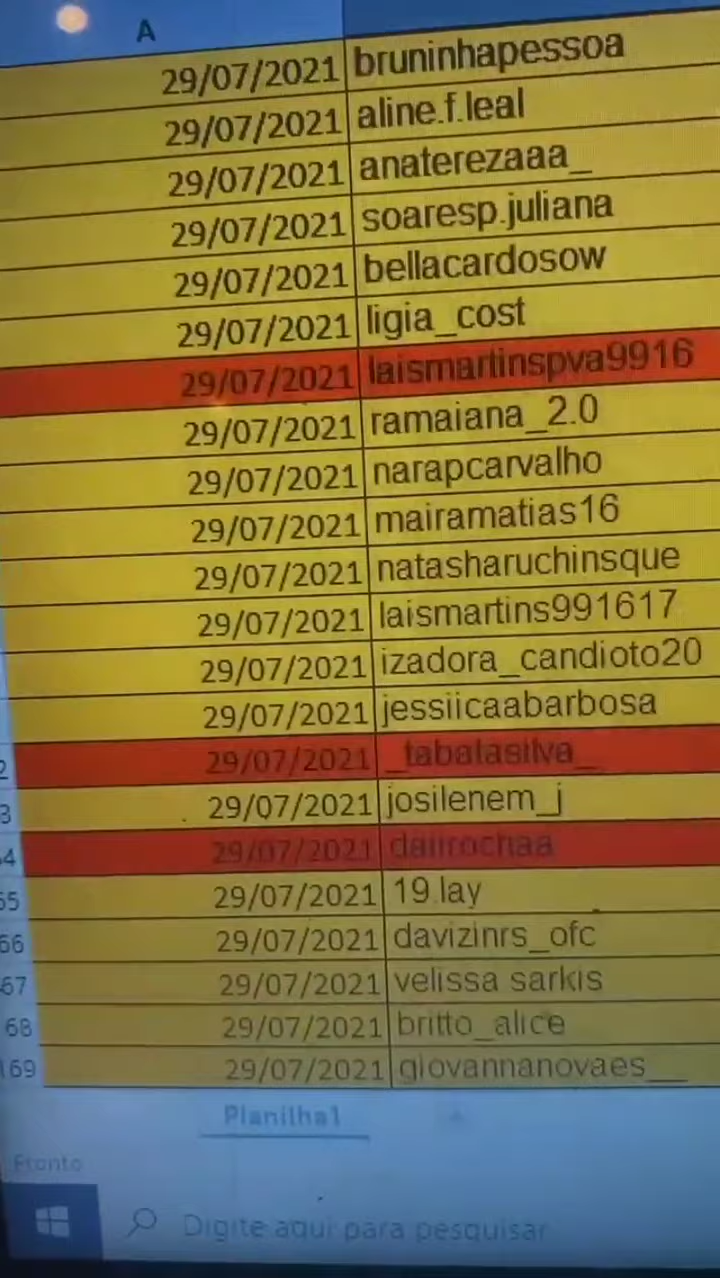 A
29/07/2021 bruninhapessoa
29/07/2021 aline.f.leal
29/07/2021 anaterezaaa_
29/07/2021 soaresp.juliana
29/07/2021 bellacardosow
29/07/2021 ligia_cost
29/07/2021 laismartinspva9916
29/07/2021 ramaiana_2.0
29/07/2021 narapcarvalho
29/07/2021 mairamatias16
29/07/2021 natasharuchinsque
29/07/2021 laismartins991617
29/07/2021 izadora_candioto20
29/07/2021 jessiicaabarbosa
2 29/07/2021 _tabatasilva_
3 29/07/2021 josilenem_j
64 29/07/2021
65 29/07/2021 19.lay
66 29/07/2021 davizinrs_ofc
67 29/07/2021 velissa sarkis
68 29/07/2021 britto_alice
169 29/07/2021 giovannanovaes__
Planilha1
Pronto
Digite aqui para pesquisar